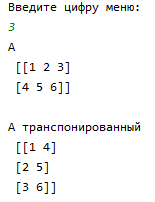 Введите цифру меню:
3
А
[[1 2 3]
[4 5 6]]
А транспонированный
[[1 4]
[2 5]
[3 6]]